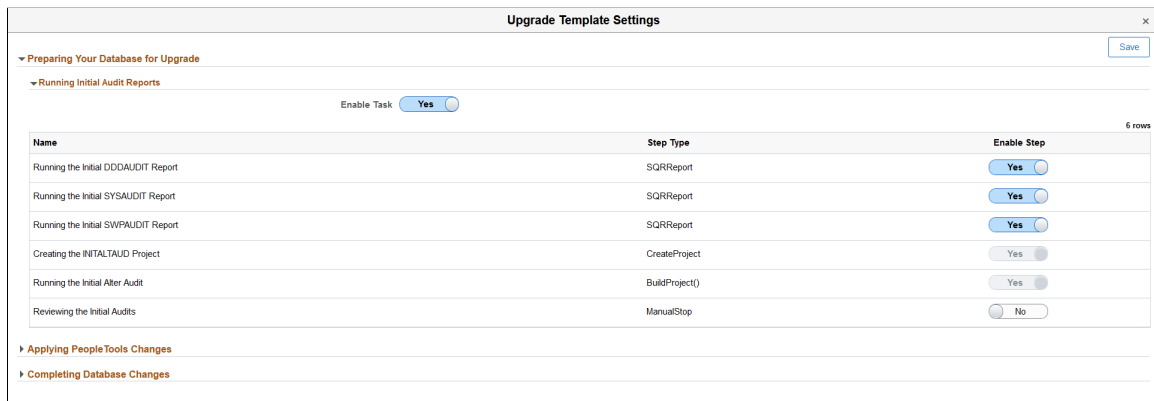 Upgrade Template Settings ×
Save
Preparing Your Database for Upgrade
Running Initial Audit Reports
Enable Task Yes
6 rows
Name Step Type Enable Step
Running the Initial DDDAUDIT Report SQRReport Yes
Running the Initial SYSAUDIT Report SQRReport Yes
Running the Initial SWPAUDIT Report SQRReport Yes
Creating the INITALTAUD Project CreateProject Yes
Running the Initial Alter Audit BuildProject() Yes
Reviewing the Initial Audits ManualStop No
Applying PeopleTools Changes
Completing Database Changes